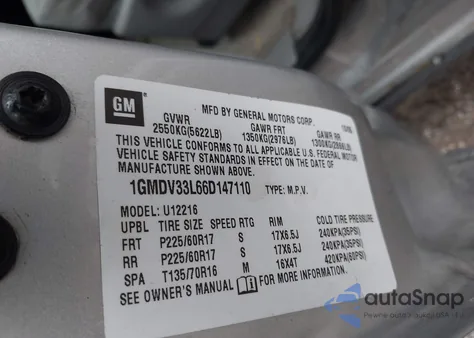 GM
MFD BY GENERAL MOTORS CORP.
GVWR GAWR FRT GAWR RR
2550KG(5622LB) 1350KG(2976LB) 1300KG(2866LB)
THIS VEHICLE CONFORMS TO ALL APPLICABLE U.S. FEDERAL MOTOR
VEHICLE SAFETY STANDARDS IN EFFECT ON THE DATE OF
MANUFACTURE SHOWN ABOVE.
1GMDV33L66D147110 TYPE: M.P.V.
MODEL: U12216
UPBL TIRE SIZE SPEED RTG RIM COLD TIRE PRESSURE
FRT P225/60R17 S 17X6.5J 240KPA(35PSI)
RR P225/60R17 S 17X6.5J 240KPA(35PSI)
SPA T135/70R16 M 16X4T 420KPA(60PSI)
SEE OWNER'S MANUAL FOR MORE INFORMATION.
autoSnap